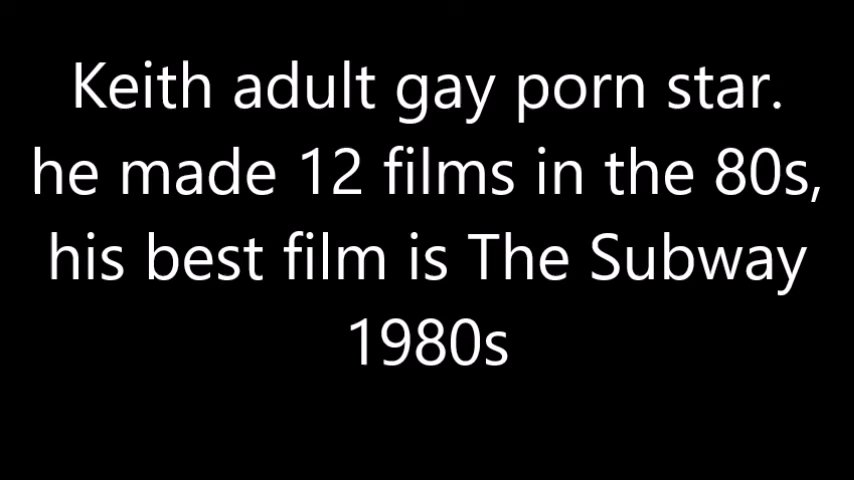 Keith adult gay porn star.
he made 12 films in the 80s,
his best film is The Subway
1980s